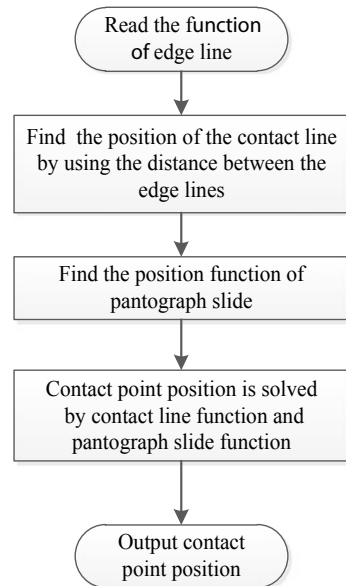 Read the function
of edge line
Find the position of the contact line
by using the distance between the
edge lines
Find the position function of
pantograph slide
Contact point position is solved
by contact line function and
pantograph slide function
Output contact
point position